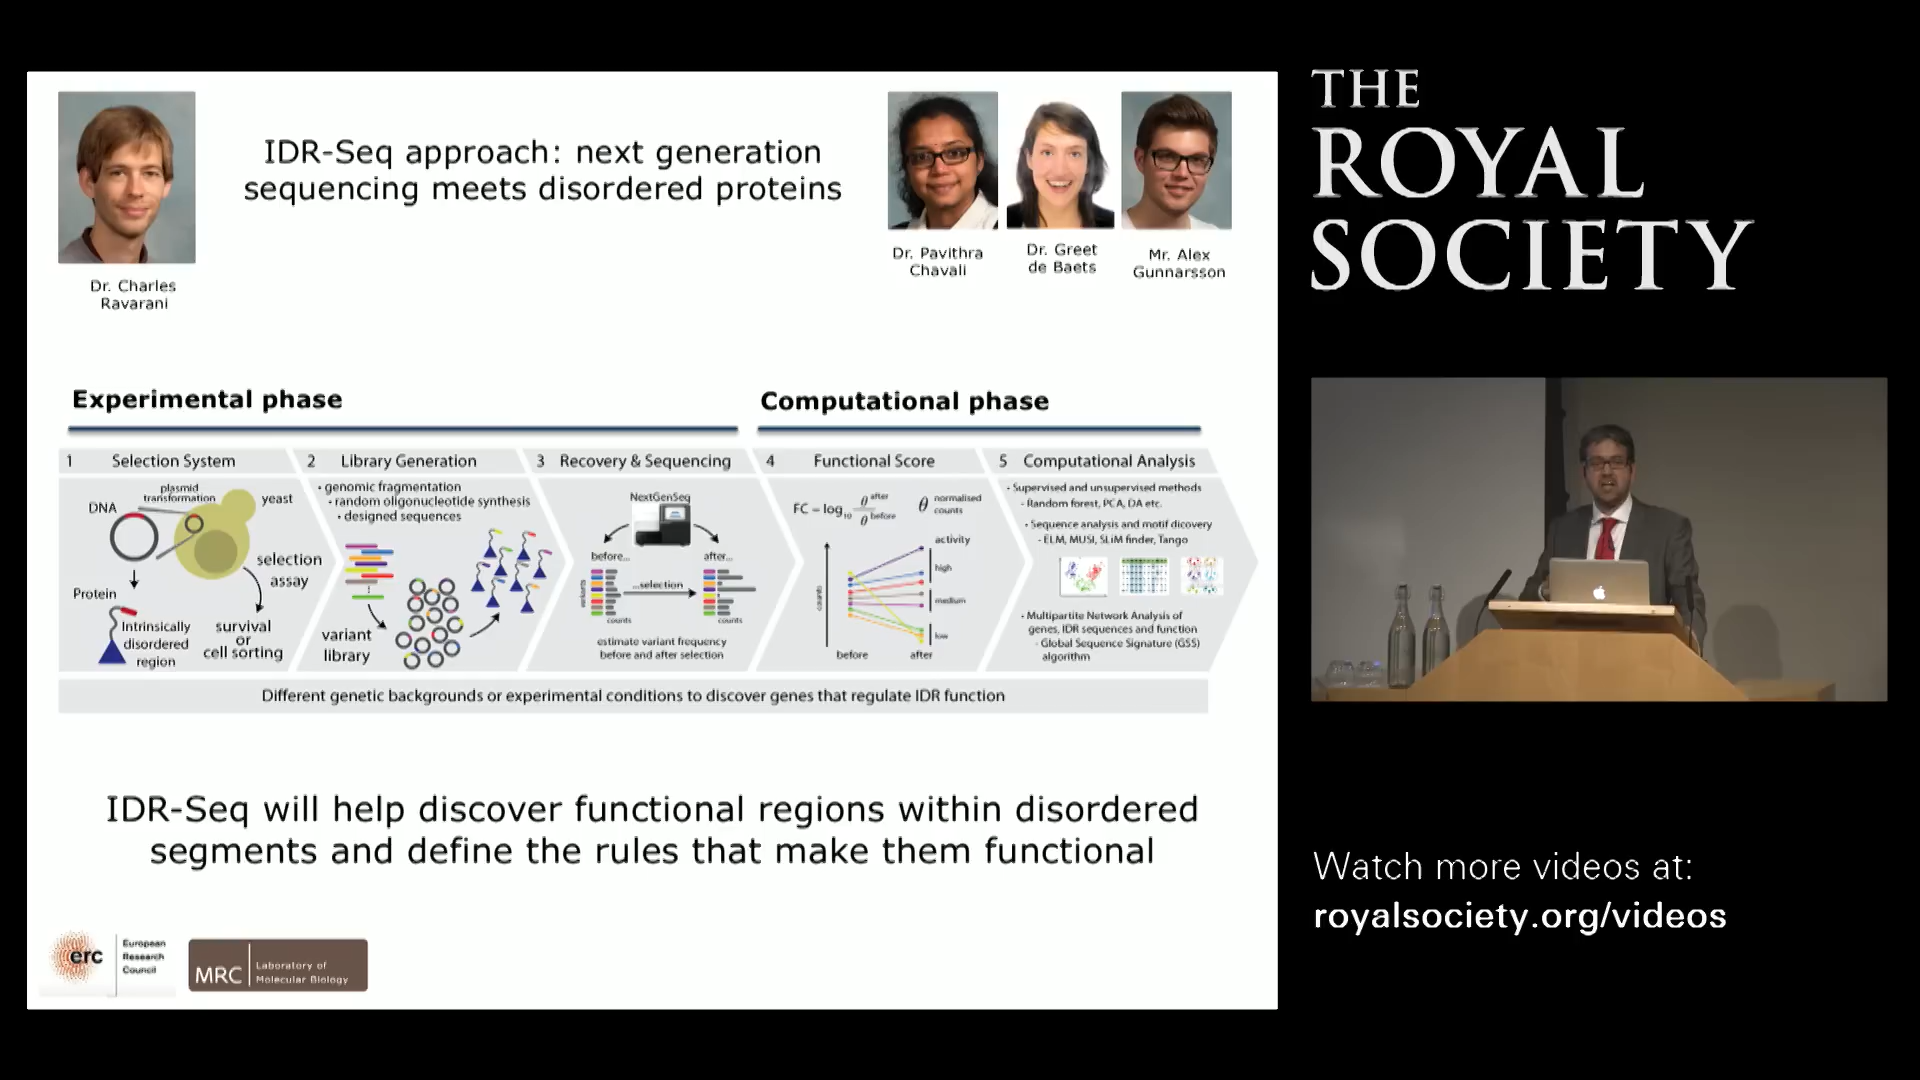 IDR-Seq approach: next generation
sequencing meets disordered proteins
Dr. Charles
Ravarani
Dr. Pavithra
Chavali
Dr. Greet
de Baets
Mr. Alex
Gunnarsson
Experimental phase
Computational phase
1 Selection System
DNA
plasmid
transformation
yeast
selection
assay
Protein
Intrinsically
disordered
region
survival
or
cell sorting
2 Library Generation
• genomic fragmentation
• random oligonucleotide synthesis
• designed sequences
variant
library
3 Recovery & Sequencing
NextGenSeq
before...
after...
...selection
variants
counts
counts
estimate variant frequency
before and after selection
4 Functional Score
FC = log10 θ after / θ before
θ normalised
counts
activity
high
medium
low
counts
before
after
5 Computational Analysis
• Supervised and unsupervised methods
- Random forest, PCA, DA etc.
• Sequence analysis and motif dicovery
- ELM, MUSI, SLiM finder, Tango
• Multipartite Network Analysis of
genes, IDR sequences and function
- Global Sequence Signature (GSS)
algorithm
Different genetic backgrounds or experimental conditions to discover genes that regulate IDR function
IDR-Seq will help discover functional regions within disordered
segments and define the rules that make them functional
erc
European
Research
Council
MRC
Laboratory of
Molecular Biology
THE
ROYAL
SOCIETY
Watch more videos at:
royalsociety.org/videos